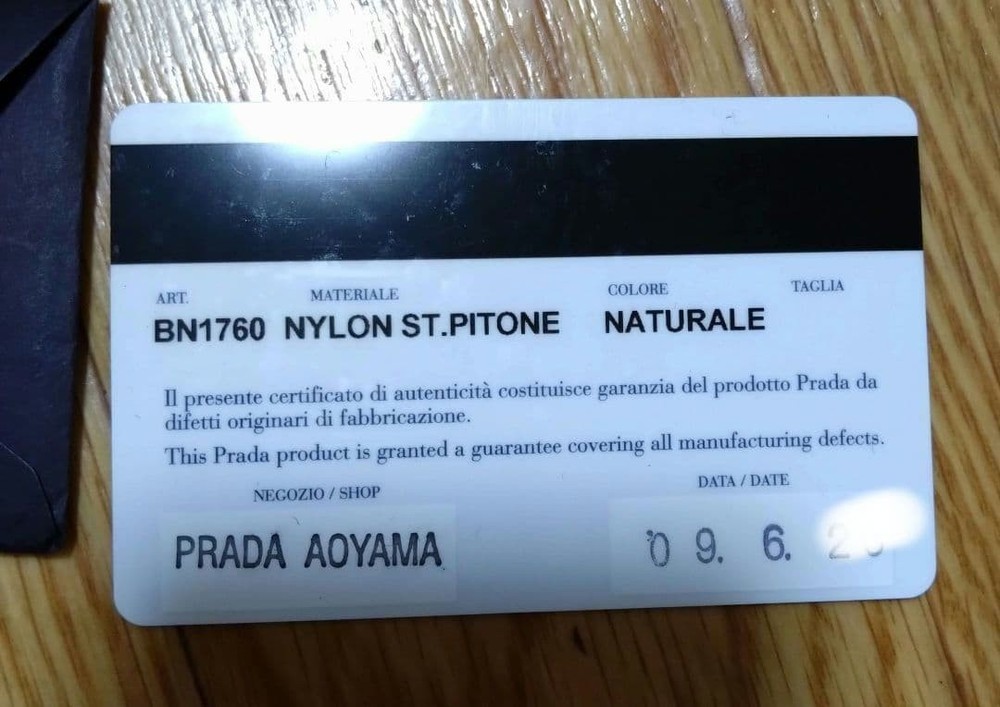 ART. MATERIALE COLORE TAGLIA
BN1760 NYLON ST.PITONE NATURALE
Il presente certificato di autenticità costituisce garanzia del prodotto Prada da
difetti originari di fabbricazione.
This Prada product is granted a guarantee covering all manufacturing defects.
NEGOZIO / SHOP DATA / DATE
PRADA AOYAMA '09. 6.